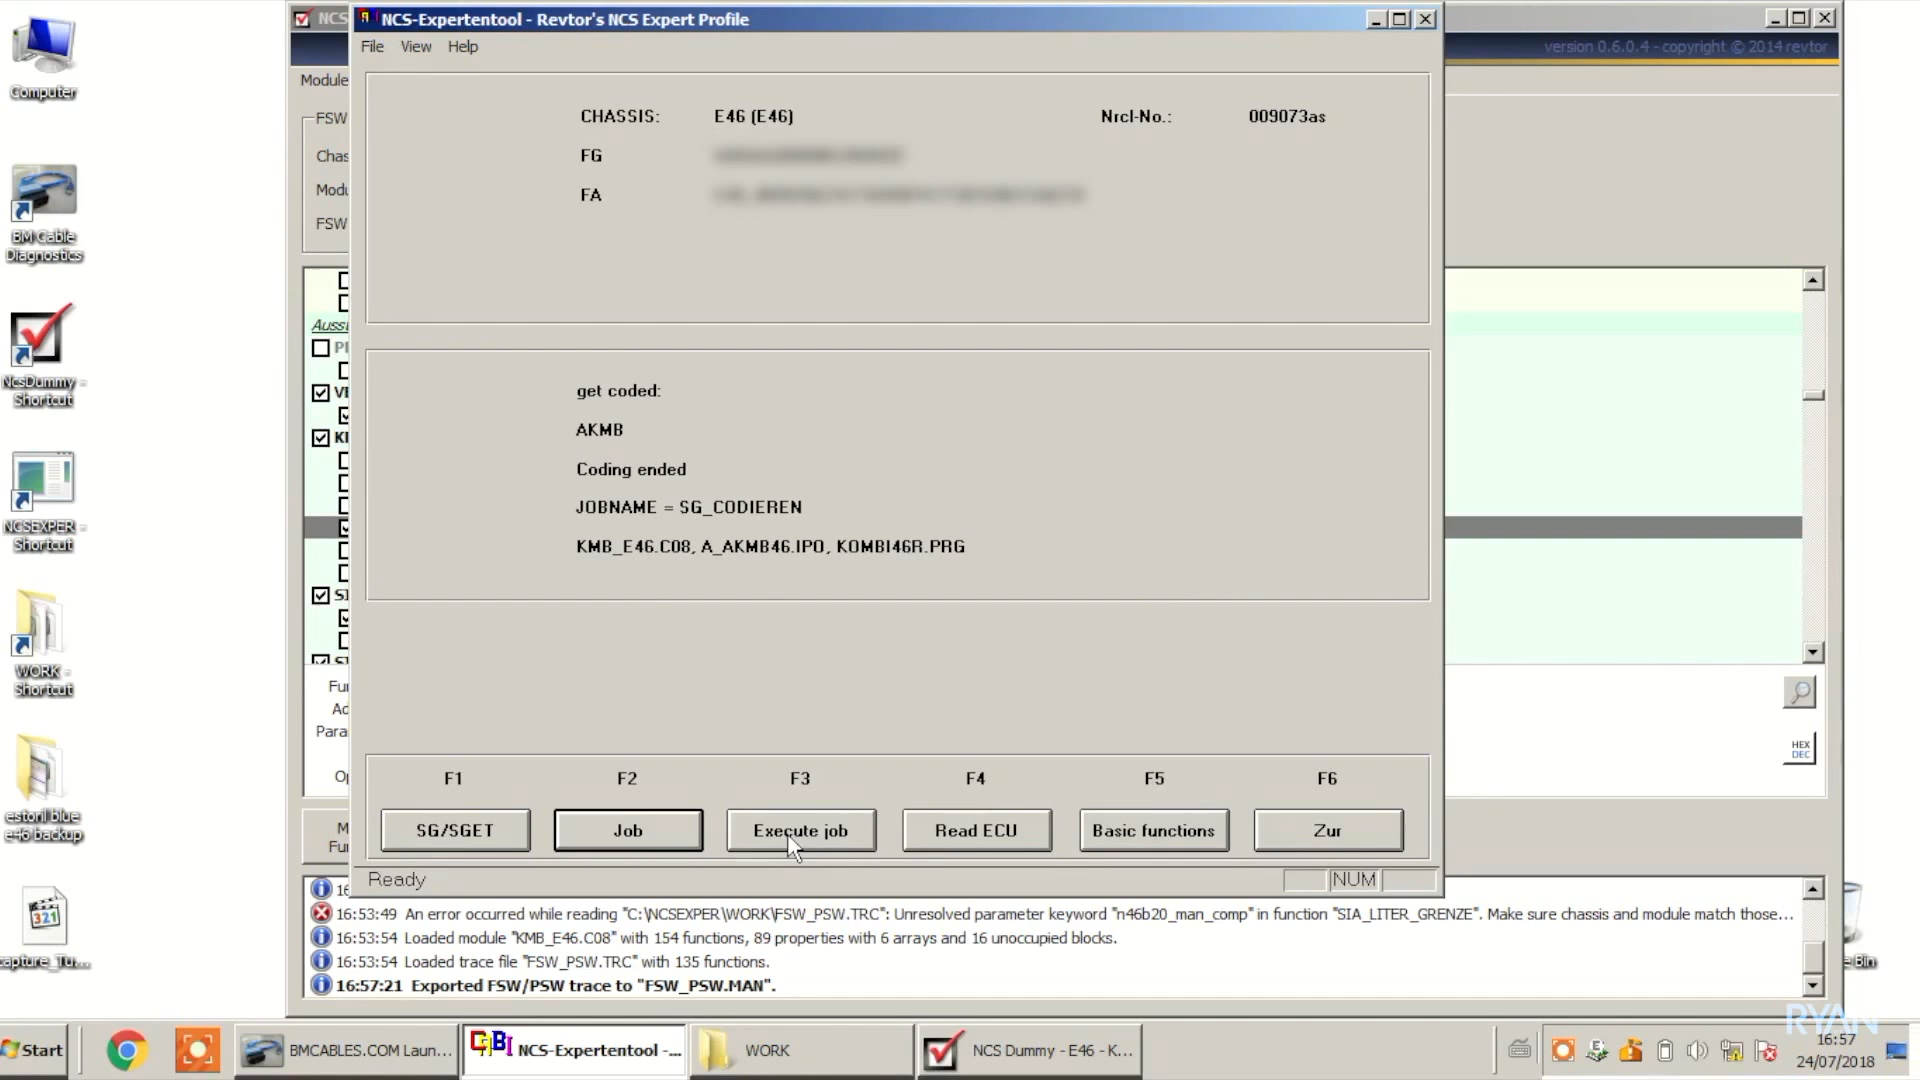 NCS
NCS-Expertentool - Revtor's NCS Expert Profile
File View Help
version 0.6.0.4 - copyright © 2014 revtor
Module
FSW
Chas
Modu
FSW
CHASSIS: E46 (E46) Nrcl-No.: 009073as
FG
FA
get coded:
AKMB
Coding ended
JOBNAME = SG_CODIEREN
KMB_E46.C08, A_AKMB46.IPO, KOMBI46R.PRG
F1 F2 F3 F4 F5 F6
SG/SGET Job Execute job Read ECU Basic functions Zur
Ready NUM
Computer
BM Cable
Diagnostics
NcsDummy -
Shortcut
NCSEXPER -
Shortcut
WORK -
Shortcut
estoril blue
e46 backup
321
HEX
DEC
16:53:49 An error occurred while reading "C:\NCSEXPER\WORK\FSW_PSW.TRC": Unresolved parameter keyword "n46b20_man_comp" in function "SIA_LITER_GRENZE". Make sure chassis and module match those...
16:53:54 Loaded module "KMB_E46.C08" with 154 functions, 89 properties with 6 arrays and 16 unoccupied blocks.
16:53:54 Loaded trace file "FSW_PSW.TRC" with 135 functions.
16:57:21 Exported FSW/PSW trace to "FSW_PSW.MAN".
Start BMCABLES.COM Laun... NCS-Expertentool -... WORK NCS Dummy - E46 - K...
RYAN
16:57
24/07/2018